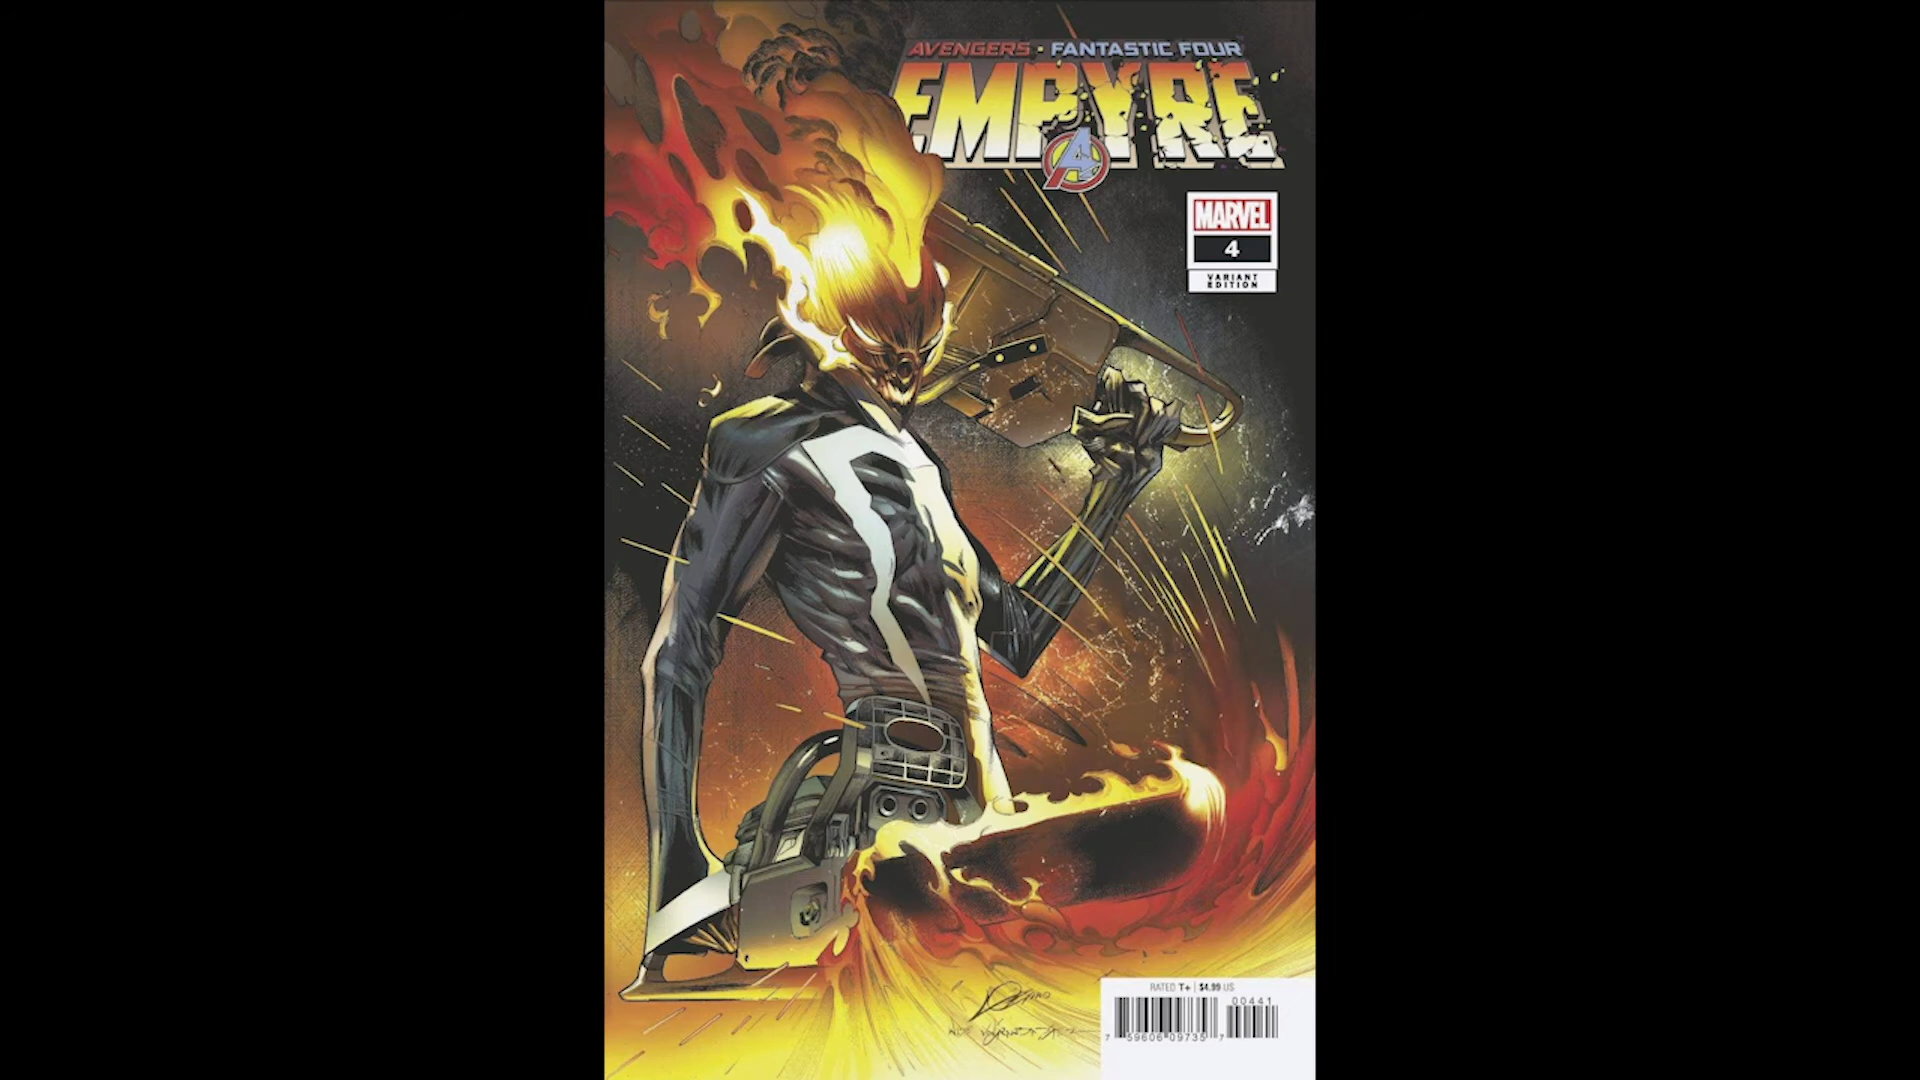 AVENGERS · FANTASTIC FOUR
EMPYRE
MARVEL
4
VARIANT
EDITION
RATED T+ | $4.99 US
00441
7 59606 09735 7